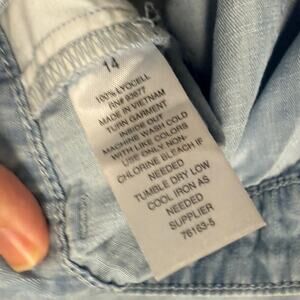 14
100% LYOCELL
RN# 93677
MADE IN VIETNAM
TURN GARMENT
INSIDE OUT
MACHINE WASH COLD
WITH LIKE COLORS
USE ONLY NON-
CHLORINE BLEACH IF
NEEDED
TUMBLE DRY LOW
COOL IRON AS
NEEDED
SUPPLIER
76163-5